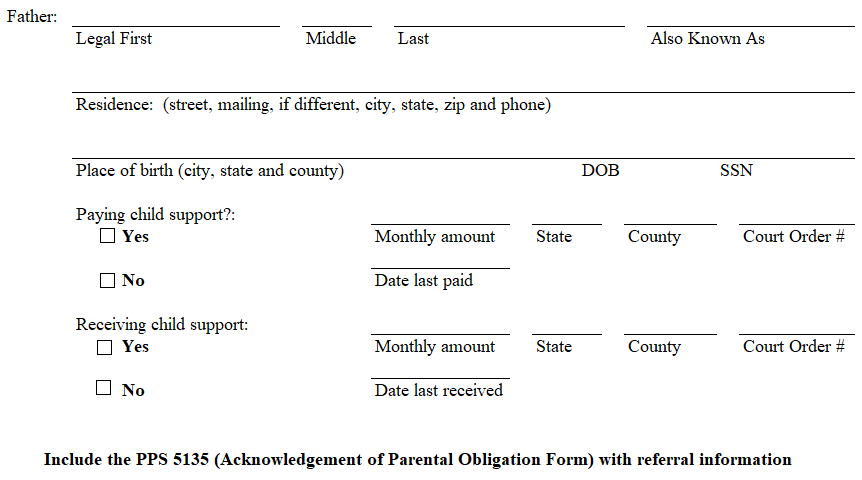 Father:
Legal First Middle Last Also Known As
Residence: (street, mailing, if different, city, state, zip and phone)
Place of birth (city, state and county) DOB SSN
Paying child support?:
Yes Monthly amount State County Court Order #
No Date last paid
Receiving child support:
Yes Monthly amount State County Court Order #
No Date last received
Include the PPS 5135 (Acknowledgement of Parental Obligation Form) with referral information